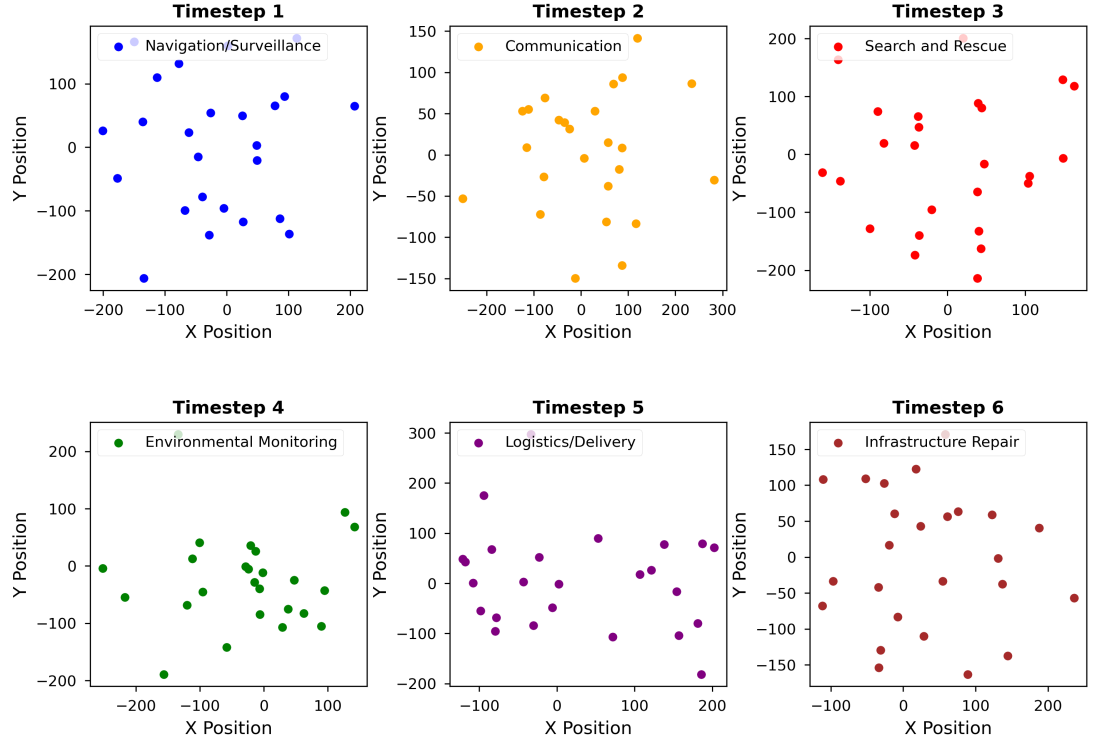 Timestep 1
Timestep 2
Timestep 3
Navigation/Surveillance
Communication
Search and Rescue
Y Position
100
0
−100
−200
−200
−100
0
100
200
X Position
Y Position
150
100
50
0
−50
−100
−150
−200
−100
0
100
200
300
X Position
Y Position
200
100
0
−100
−200
−100
0
100
X Position
Timestep 4
Timestep 5
Timestep 6
Environmental Monitoring
Logistics/Delivery
Infrastructure Repair
Y Position
200
100
0
−100
−200
−200
−100
0
100
X Position
Y Position
300
200
100
0
−100
−200
−100
0
100
200
X Position
Y Position
150
100
50
0
−50
−100
−150
−100
0
100
200
X Position